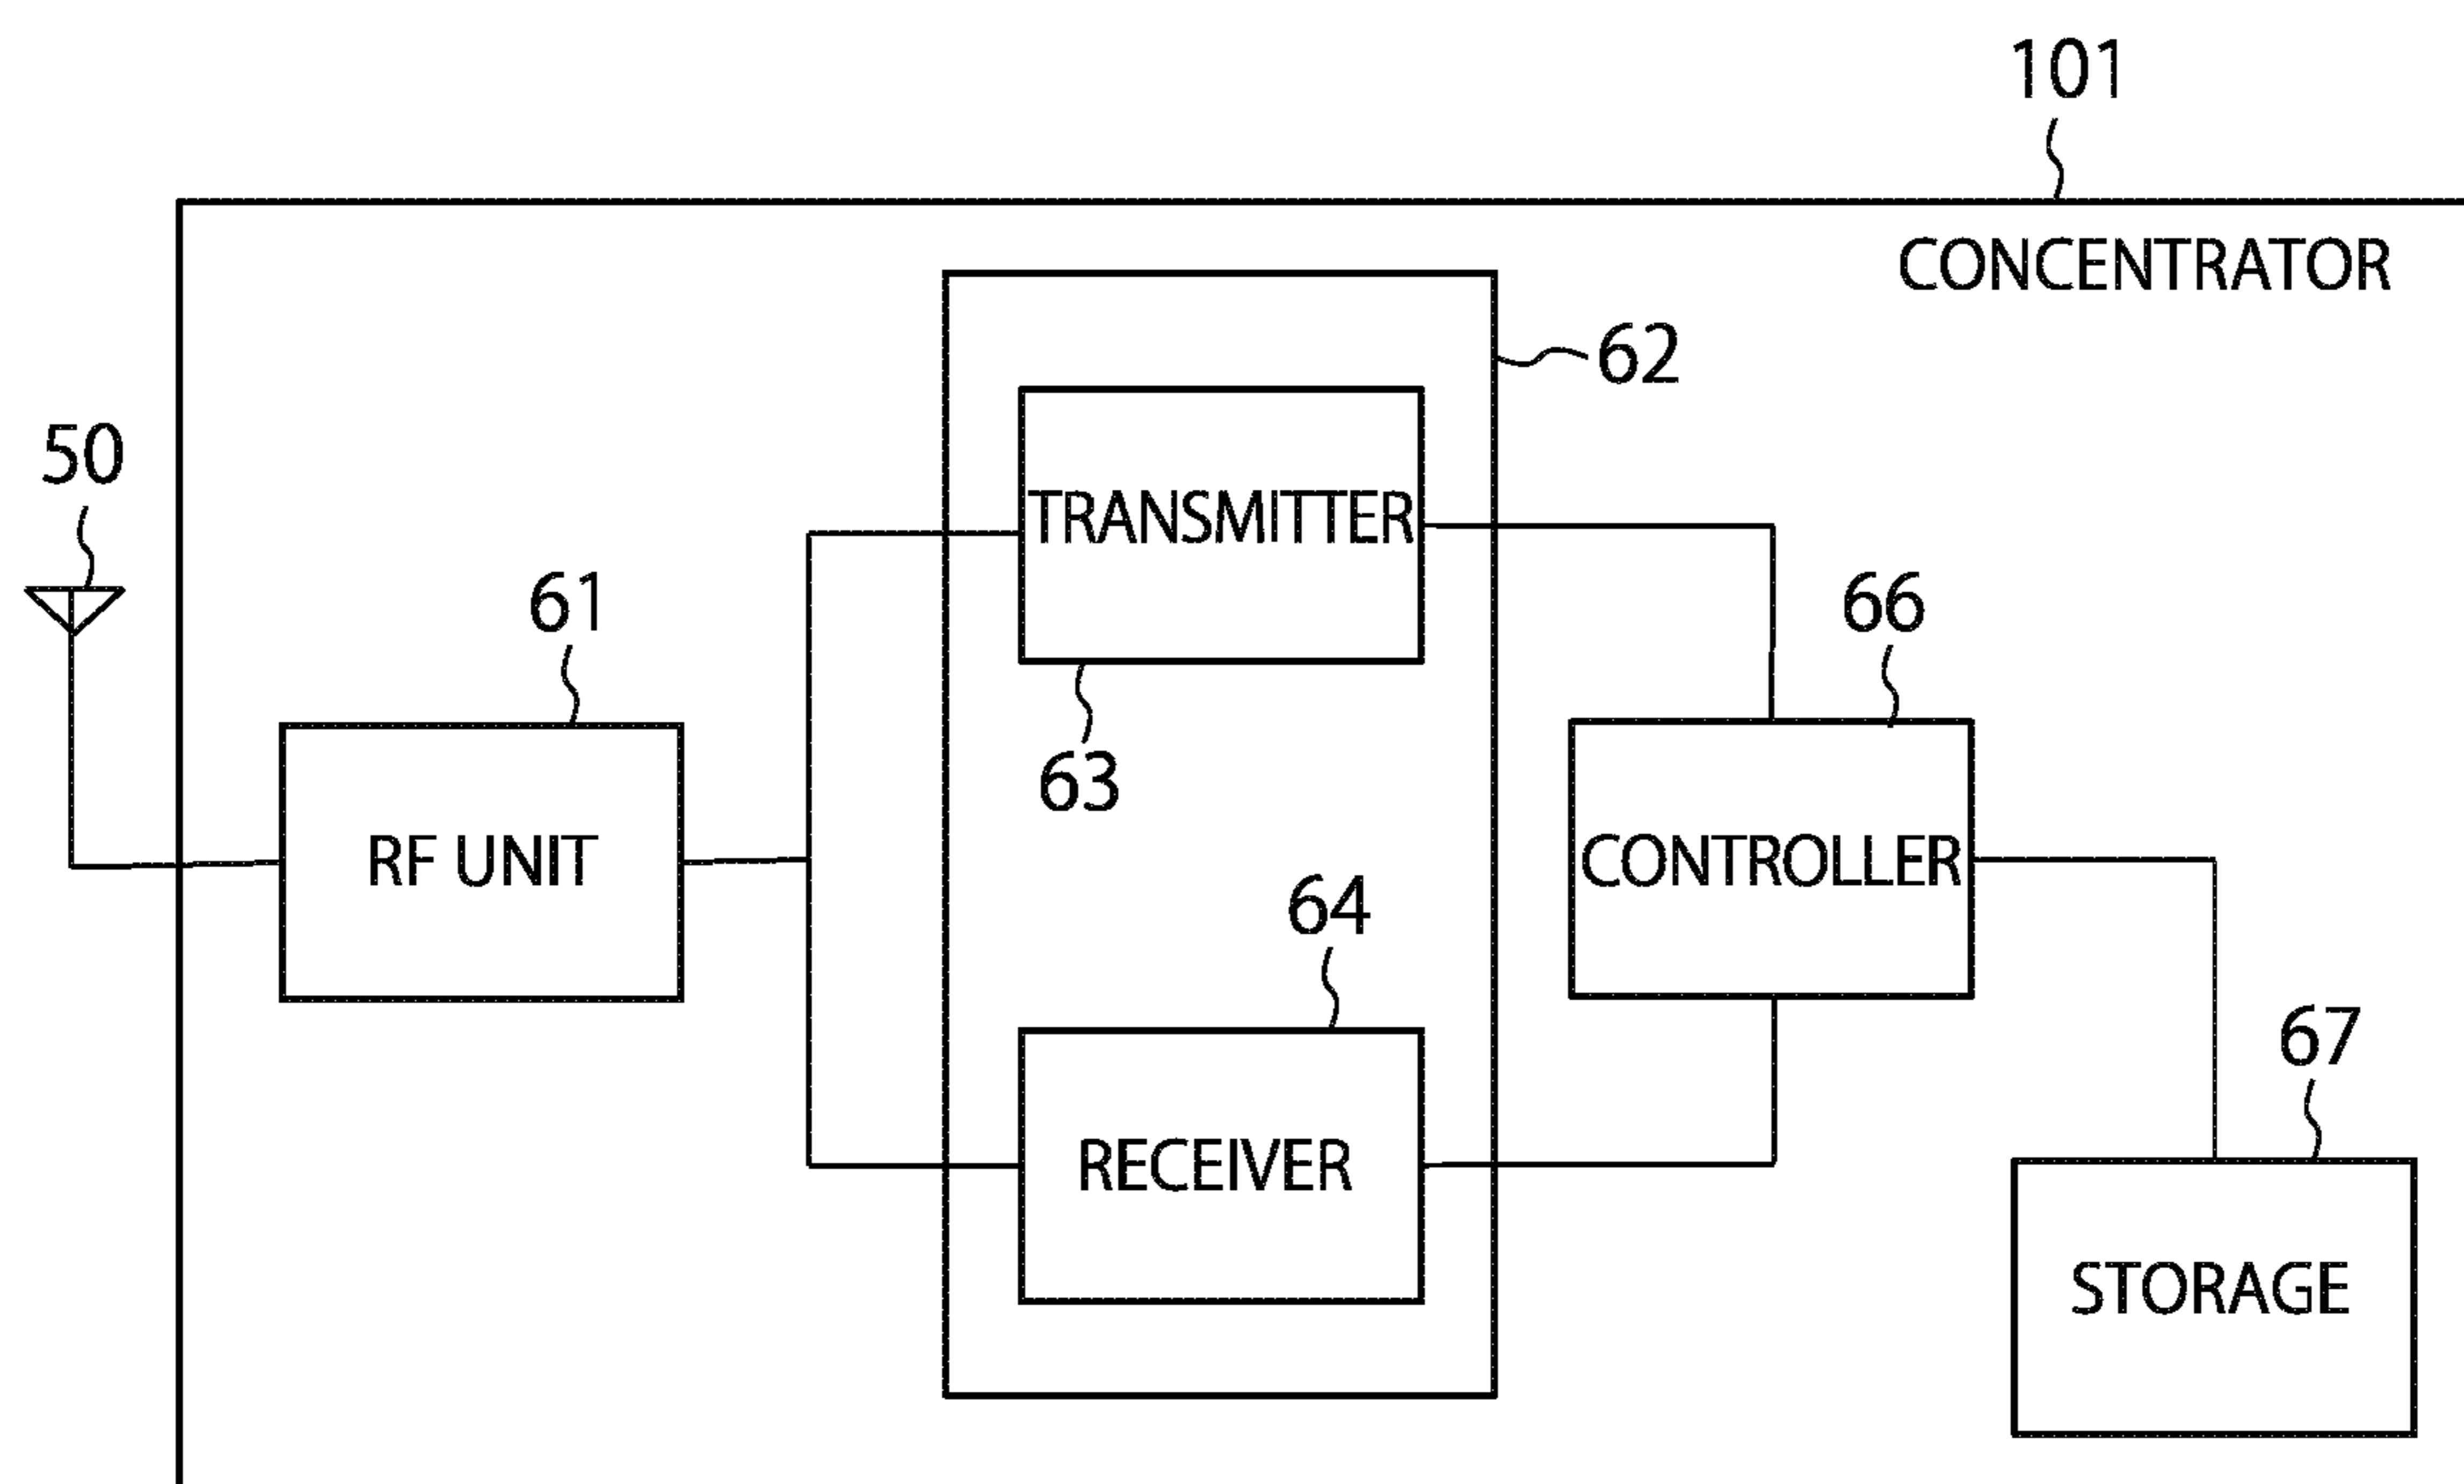 101
CONCENTRATOR
62
50
TRANSMITTER
61
66
63
RF UNIT
CONTROLLER
64
67
RECEIVER
STORAGE